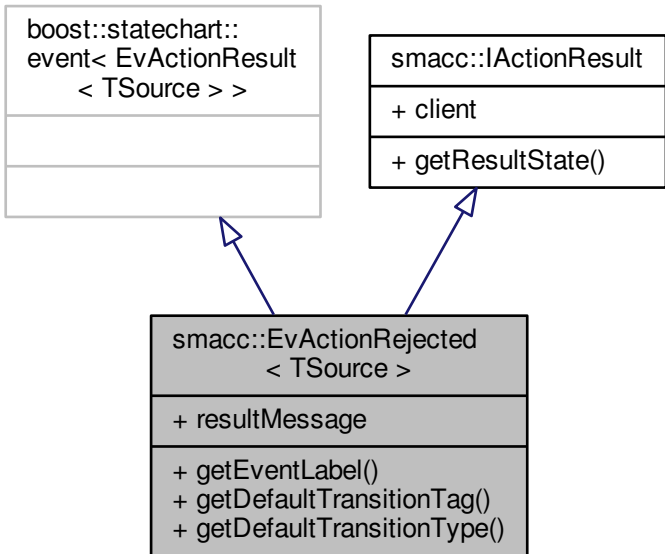 boost::statechart::
event< EvActionResult
< TSource > >
smacc::IActionResult
+ client
+ getResultState()
smacc::EvActionRejected
< TSource >
+ resultMessage
+ getEventLabel()
+ getDefaultTransitionTag()
+ getDefaultTransitionType()